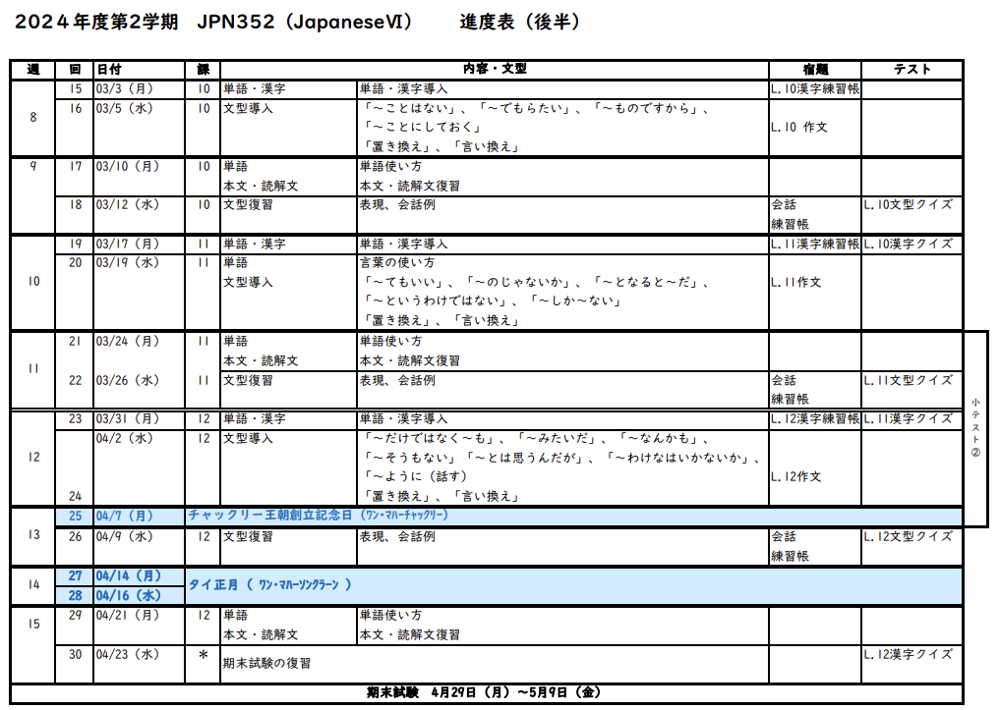 2024年度第2学期　JPN352（JapaneseⅥ）　　進度表（後半）
週 回 日付 課 内容・文型 宿題 テスト
8 15 03/3（月） 10 単語・漢字 単語・漢字導入 L.10漢字練習帳
16 03/5（水） 10 文型導入 「～ことはない」、「～でもらたい」、「～ものですから」、
「～ことにしておく」 L.10 作文
「置き換え」、「言い換え」
9 17 03/10（月） 10 単語 単語使い方
本文・読解文 本文・読解文復習
18 03/12（水） 10 文型復習 表現、会話例 会話 L.10文型クイズ
練習帳
10 19 03/17（月） 11 単語・漢字 単語・漢字導入 L.11漢字練習帳 L.10漢字クイズ
20 03/19（水） 11 単語 言葉の使い方
文型導入 「～てもいい」、「～のじゃないか」、「～となると～だ」、 L.11作文
「～というわけではない」、「～しか～ない」
「置き換え」、「言い換え」
11 21 03/24（月） 11 単語 単語使い方
本文・読解文 本文・読解文復習
22 03/26（水） 11 文型復習 表現、会話例 会話 L.11文型クイズ
練習帳
小テスト②
12 23 03/31（月） 12 単語・漢字 単語・漢字導入 L.12漢字練習帳 L.11漢字クイズ
04/2（水） 12 文型導入 「～だけではなく～も」、「～みたいだ」、「～なんかも」、
「～そうもない」「～とは思うんだが」、「～わけなはいかないか」、
「～ように（話す） L.12作文
24 「置き換え」、「言い換え」
13 25 04/7（月） チャックリー王朝創立記念日（ﾜﾝ･ﾏﾊｰﾁｬｯｸﾘｰ）
26 04/9（水） 12 文型復習 表現、会話例 会話 L.12文型クイズ
練習帳
14 27 04/14（月） タイ正月（ ﾜﾝ･ﾏﾊｰｿﾝｸﾗｰﾝ ）
28 04/16（水）
15 29 04/21（月） 12 単語 単語使い方
本文・読解文 本文・読解文復習
30 04/23（水） ＊ 期末試験の復習 L.12漢字クイズ
期末試験　4月29日（月）～5月9日（金）